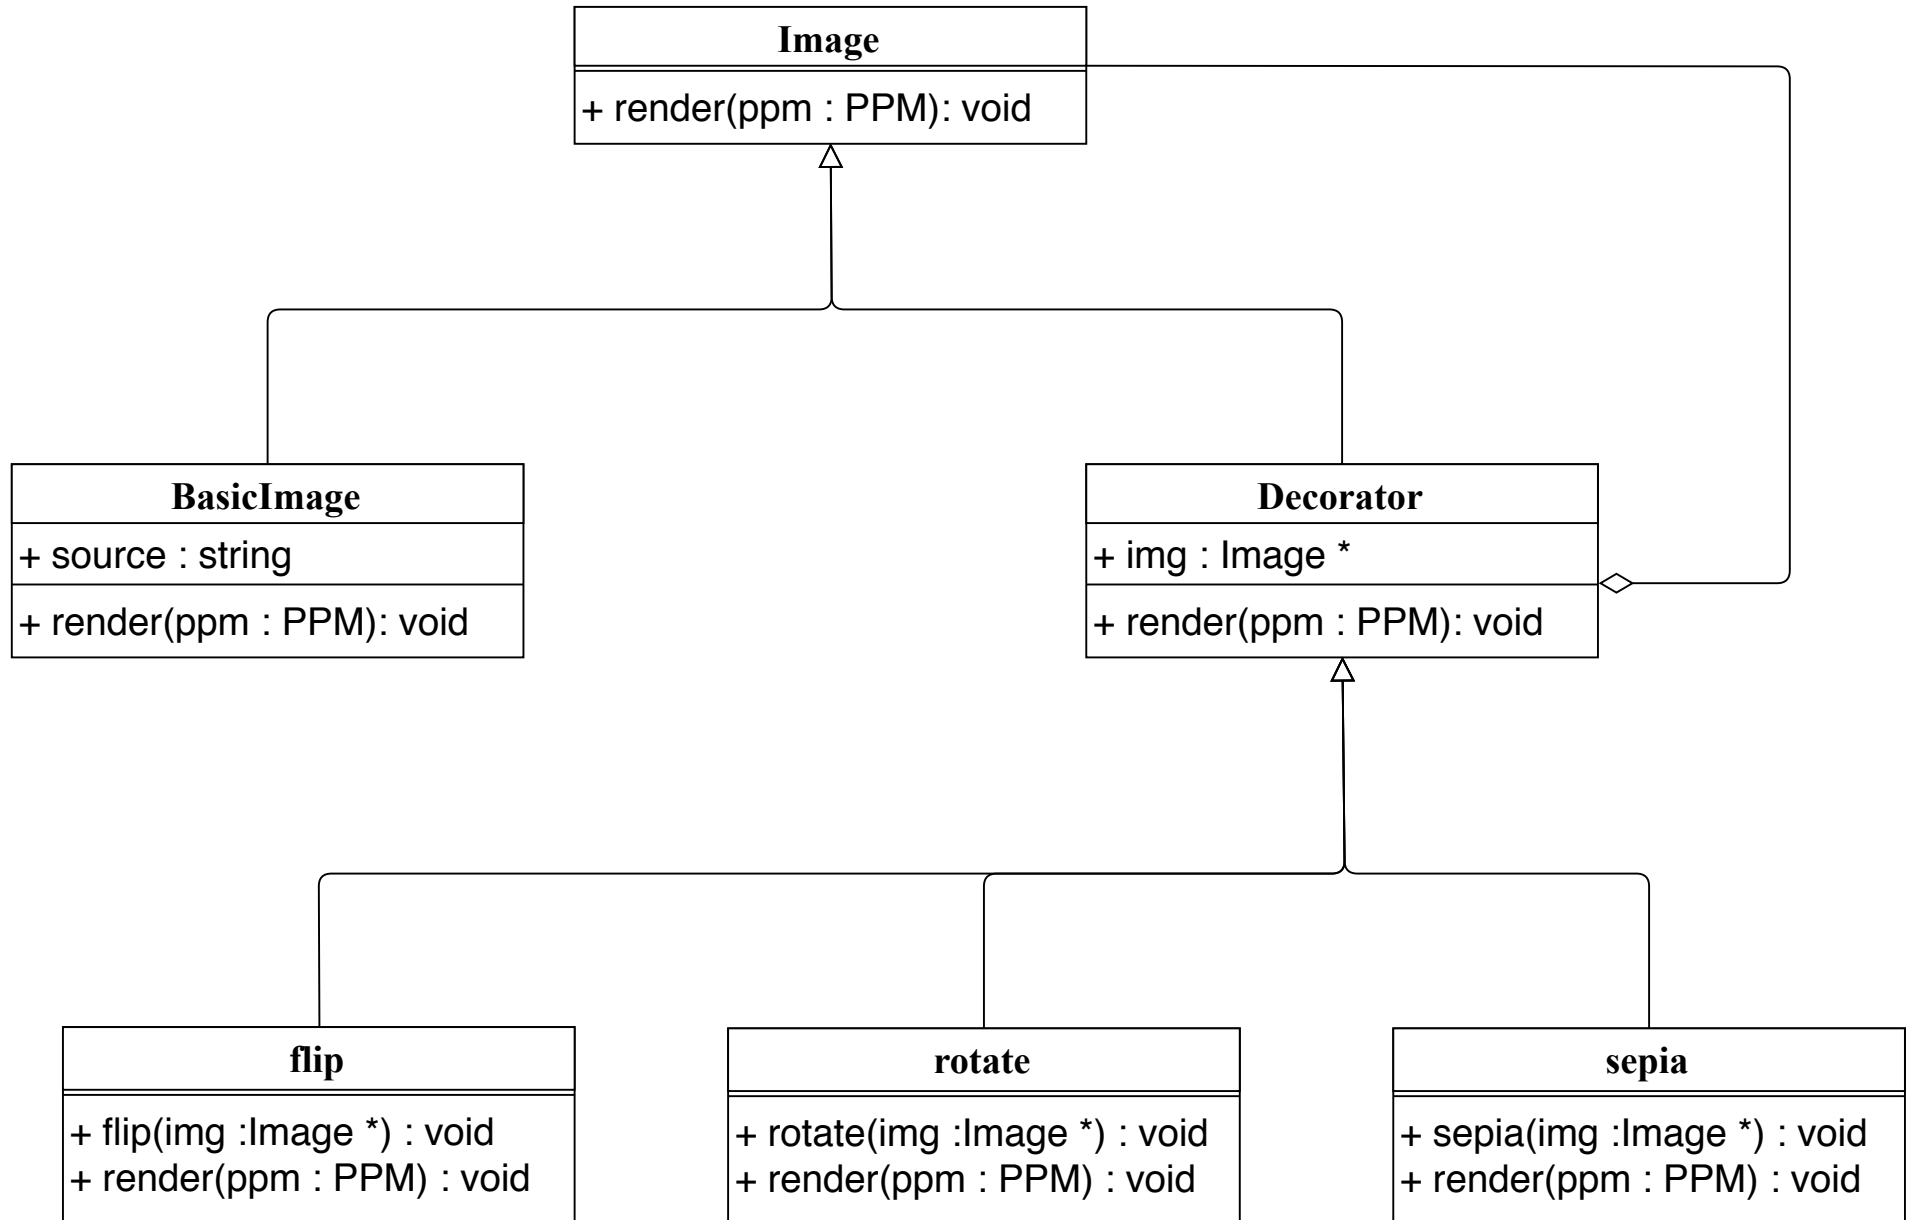 Image
+ render(ppm : PPM): void
BasicImage
+ source : string
+ render(ppm : PPM): void
Decorator
+ img : Image *
+ render(ppm : PPM): void
flip
+ flip(img :Image *) : void
+ render(ppm : PPM) : void
rotate
+ rotate(img :Image *) : void
+ render(ppm : PPM) : void
sepia
+ sepia(img :Image *) : void
+ render(ppm : PPM) : void